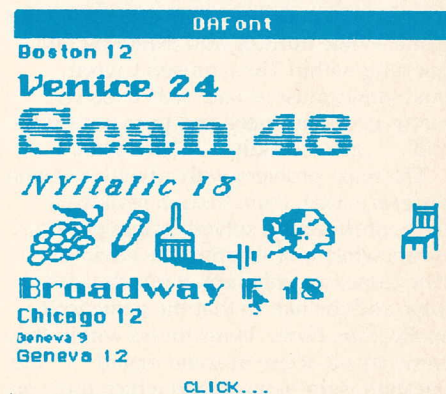 DAFont
Boston 12
Venice 24
Scan 48
NYItalic 18
Broadway E 18
Chicago 12
Geneva 9
Geneva 12
CLICK...